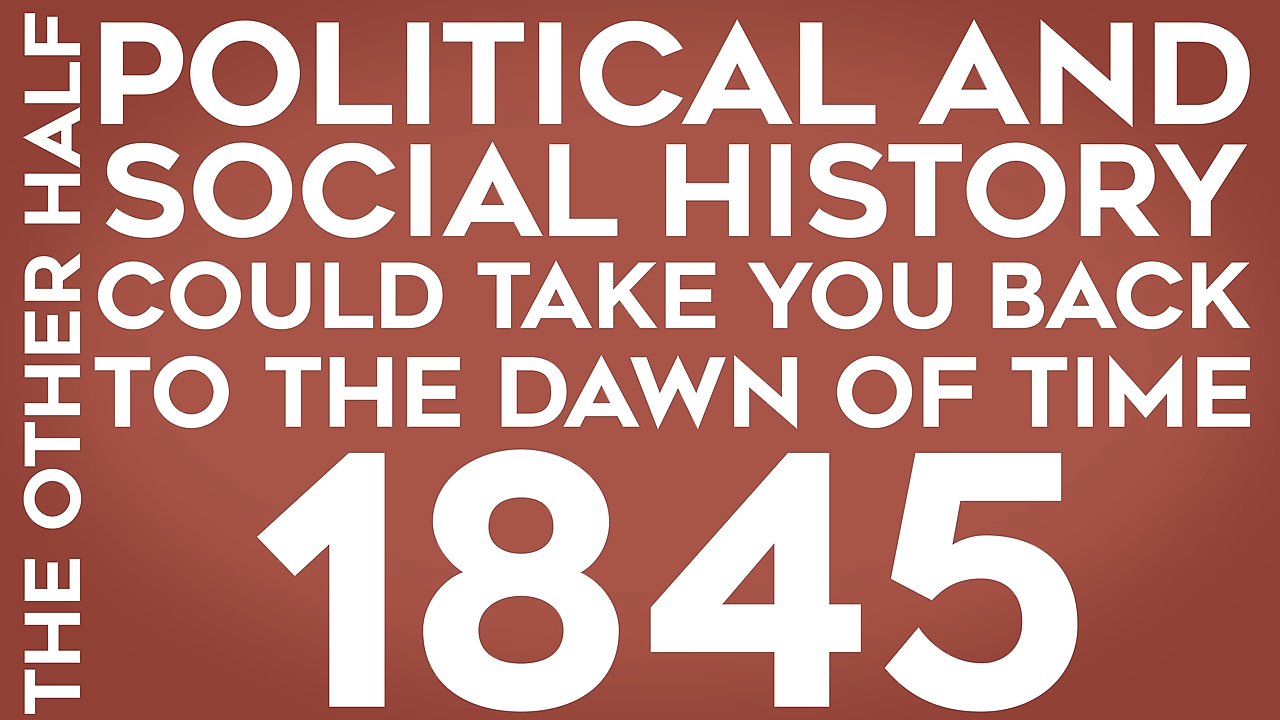 THE OTHER HALF
POLITICAL AND
SOCIAL HISTORY
COULD TAKE YOU BACK
TO THE DAWN OF TIME
1845